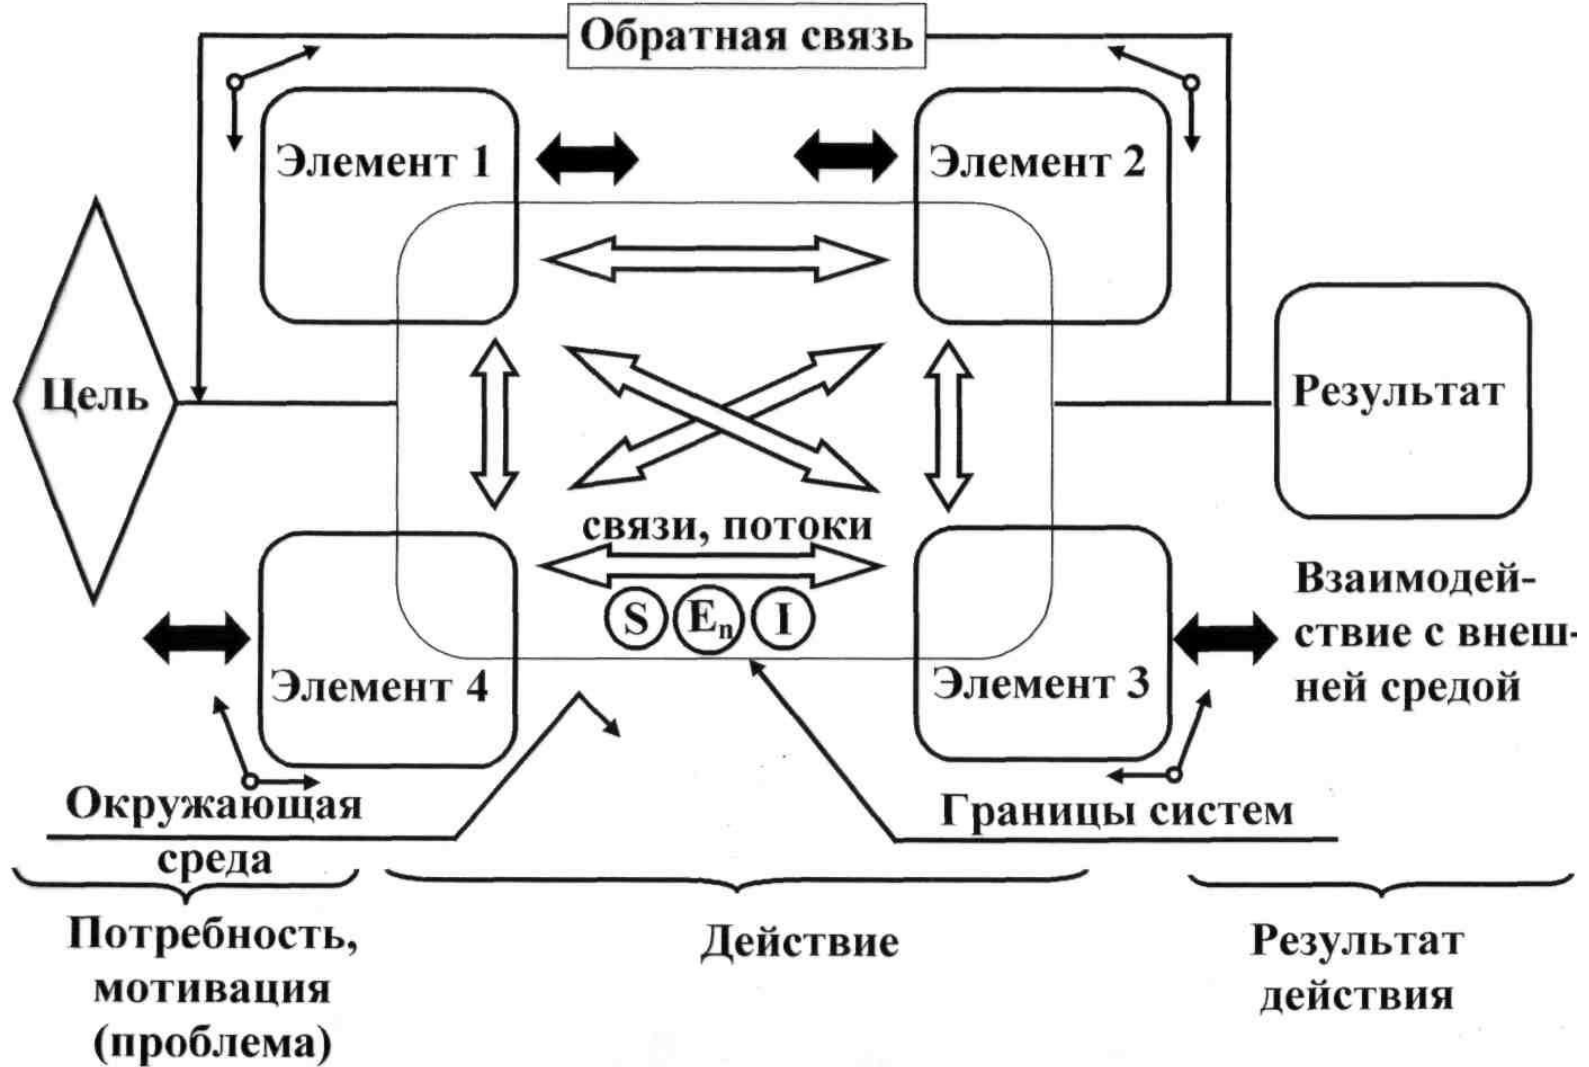 Обратная связь
Элемент 1
Элемент 2
Цель
Результат
связи, потоки
S En I
Взаимодей-
ствие с внеш-
ней средой
Элемент 4
Элемент 3
Окружающая
среда
Границы систем
Потребность,
мотивация
(проблема)
Действие
Результат
действия